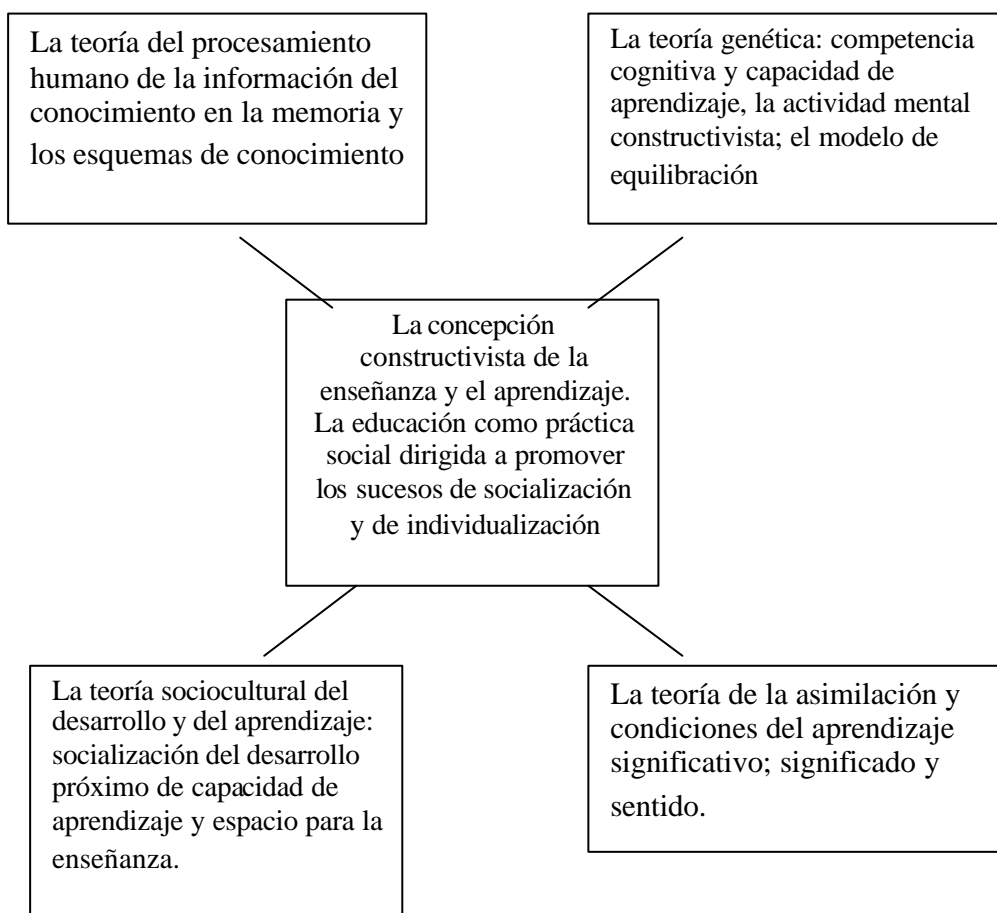 La teoría del procesamiento
humano de la información del
conocimiento en la memoria y
los esquemas de conocimiento
La teoría genética: competencia
cognitiva y capacidad de
aprendizaje, la actividad mental
constructivista; el modelo de
equilibración
La concepción
constructivista de la
enseñanza y el aprendizaje.
La educación como práctica
social dirigida a promover
los sucesos de socialización
y de individualización
La teoría sociocultural del
desarrollo y del aprendizaje:
socialización del desarrollo
próximo de capacidad de
aprendizaje y espacio para la
enseñanza.
La teoría de la asimilación y
condiciones del aprendizaje
significativo; significado y
sentido.